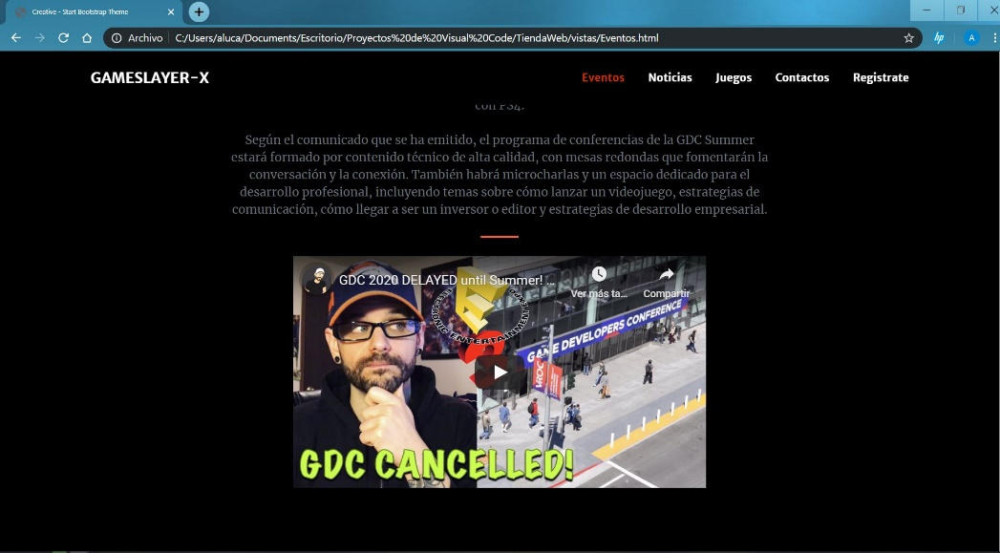 Creative - Start Bootstrap Theme
Archivo
C:/Users/aluca/Documents/Escritorio/Proyectos%20de%20Visual%20Code/TiendaWeb/vistas/Eventos.html
hp
A
GAMESLAYER-X
Eventos
Noticias
Juegos
Contactos
Registrate
con PS4.
Según el comunicado que se ha emitido, el programa de conferencias de la GDC Summer
estará formado por contenido técnico de alta calidad, con mesas redondas que fomentarán la
conversación y la conexión. También habrá microcharlas y un espacio dedicado para el
desarrollo profesional, incluyendo temas sobre cómo lanzar un videojuego, estrategias de
comunicación, cómo llegar a ser un inversor o editor y estrategias de desarrollo empresarial.
GDC 2020 DELAYED until Summer! ...
Ver más ta...
Compartir
GAME DEVELOPERS CONFERENCE
VRDC
GDC CANCELLED!